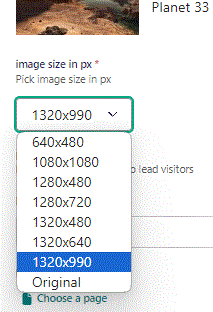 Planet 33
image size in px *
Pick image size in px
1320x990
640x480
1080x1080
1280x480
1280x720
1320x480
1320x640
1320x990
Original
lead visitors
Choose a page